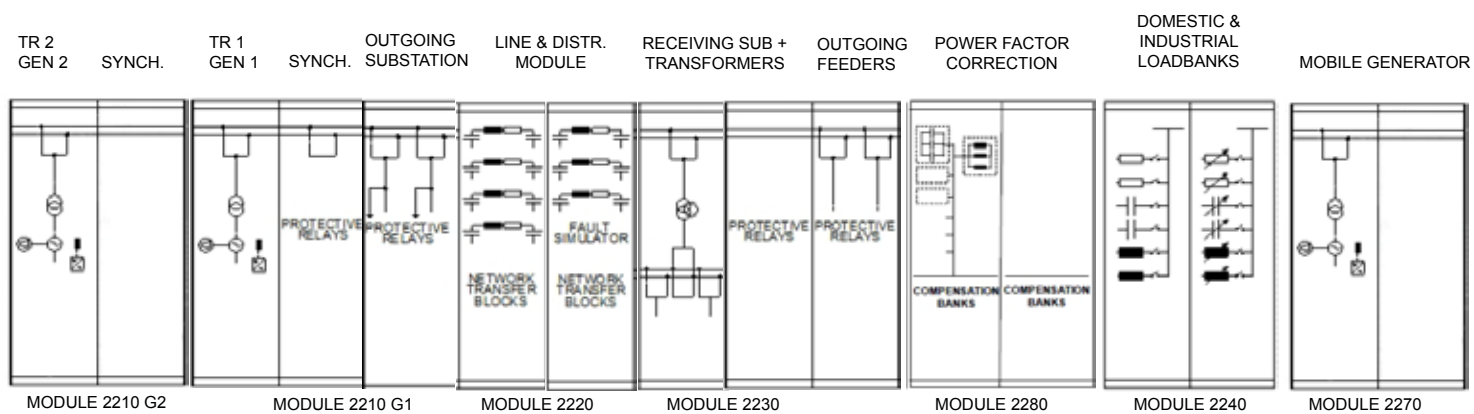 TR 2
GEN 2
SYNCH.
TR 1
GEN 1
SYNCH.
OUTGOING
SUBSTATION
LINE & DISTR.
MODULE
RECEIVING SUB +
TRANSFORMERS
OUTGOING
FEEDERS
POWER FACTOR
CORRECTION
DOMESTIC &
INDUSTRIAL
LOADBANKS
MOBILE GENERATOR
PROTECTIVE
RELAYS
PROTECTIVE
RELAYS
NETWORK
TRANSFER
BLOCKS
FAULT
SIMULATOR
NETWORK
TRANSFER
BLOCKS
PROTECTIVE
RELAYS
PROTECTIVE
RELAYS
COMPENSATION
BANKS
COMPENSATION
BANKS
MODULE 2210 G2
MODULE 2210 G1
MODULE 2220
MODULE 2230
MODULE 2280
MODULE 2240
MODULE 2270